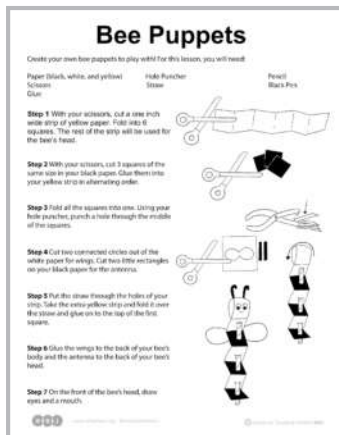 Bee Puppets
Create your own bee puppets to play with! For this lesson, you will need:
Paper (black, white, and yellow)
Hole Puncher
Pencil
Scissors
Straw
Black Pen
Glue
Step 1 With your scissors, cut a one inch
wide strip of yellow paper. Fold into 6
squares. The rest of the strip will be used for
the bee's head.
Step 2 With your scissors, cut 3 squares of the
same size in your black paper. Glue them into
your yellow strip in alternating order.
Step 3 Fold all the squares into one. Using your
hole puncher, punch a hole through the middle
of the squares.
Step 4 Cut two connected circles out of the
white paper for wings. Cut two little rectangles
on your black paper for the antenna.
Step 5 Put the straw through the holes of your
strip. Take the extra yellow strip and fold it over
the straw and glue on to the top of the first
square.
Step 6 Glue the wings to the back of your bee's
body and the antenna to the back of your bee's
head.
Step 7 On the front of the bee's head, draw
eyes and a mouth.